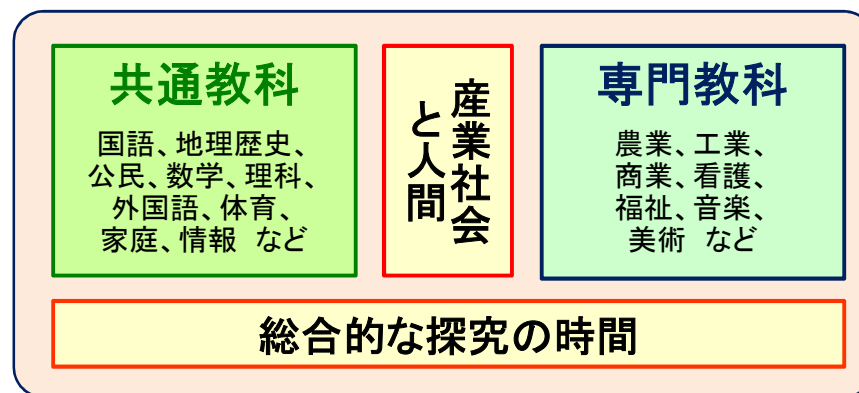 共通教科
国語、地理歴史、
公民、数学、理科、
外国語、体育、
家庭、情報 など
産業社会
と人間
専門教科
農業、工業、
商業、看護、
福祉、音楽、
美術 など
総合的な探究の時間